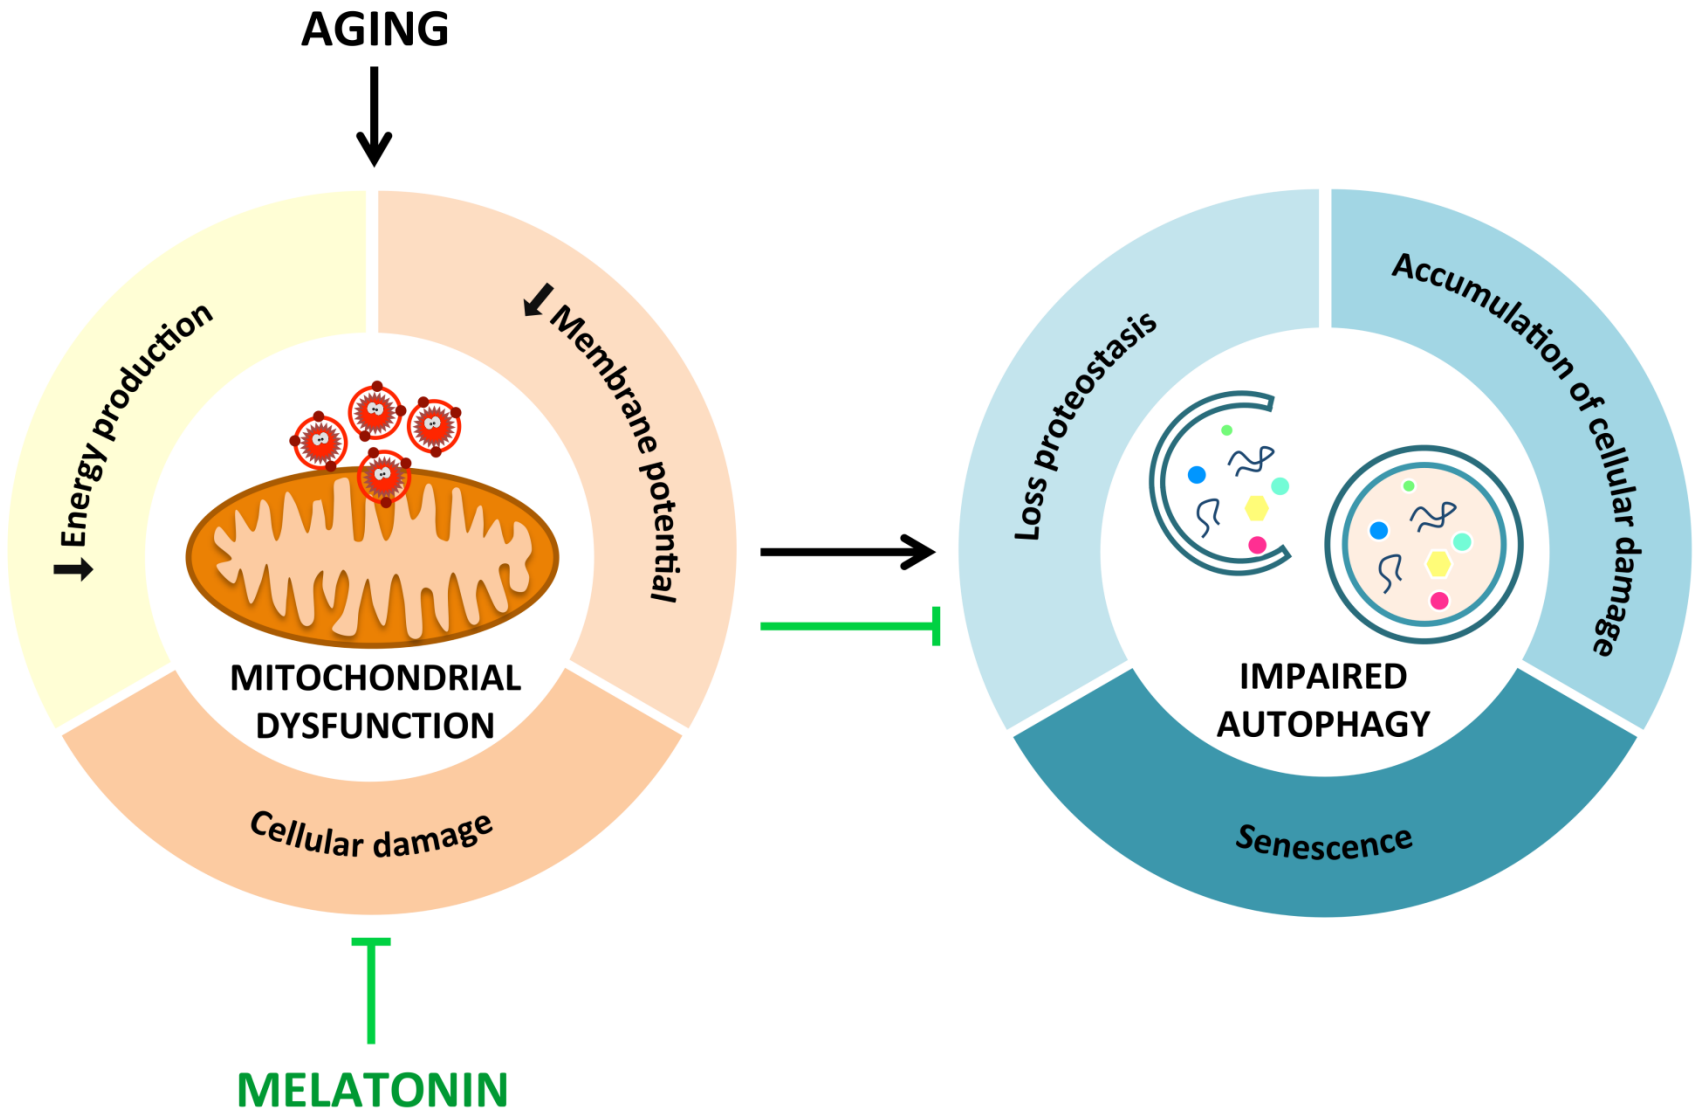 AGING
Energy production
Membrane potential
MITOCHONDRIAL
DYSFUNCTION
Cellular damage
MELATONIN
Loss proteostasis
Accumulation of cellular damage
IMPAIRED
AUTOPHAGY
Senescence